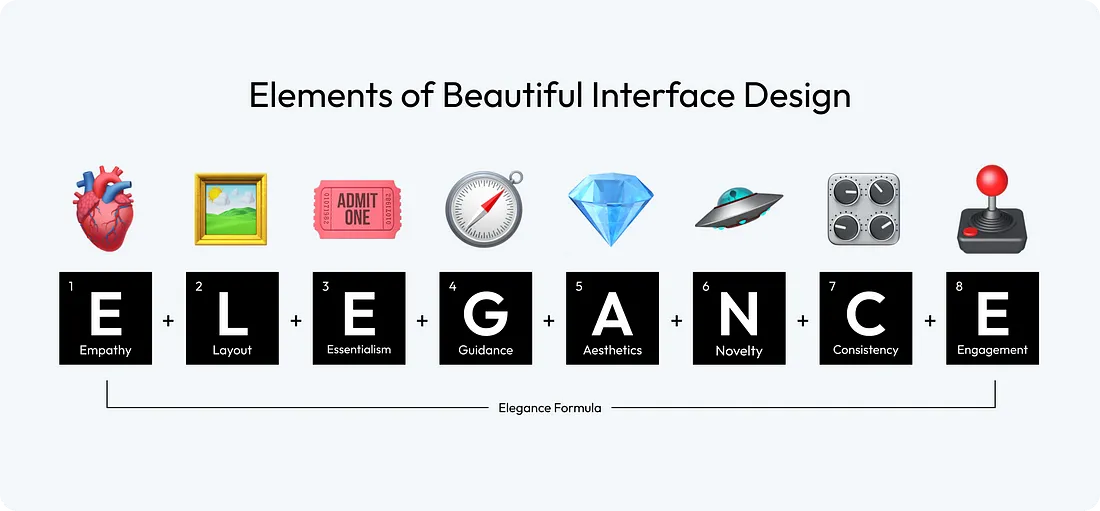 Elements of Beautiful Interface Design
ADMIT
ONE
1
E
Empathy
+
2
L
Layout
+
3
E
Essentialism
+
4
G
Guidance
+
5
A
Aesthetics
+
6
N
Novelty
+
7
C
Consistency
+
8
E
Engagement
Elegance Formula